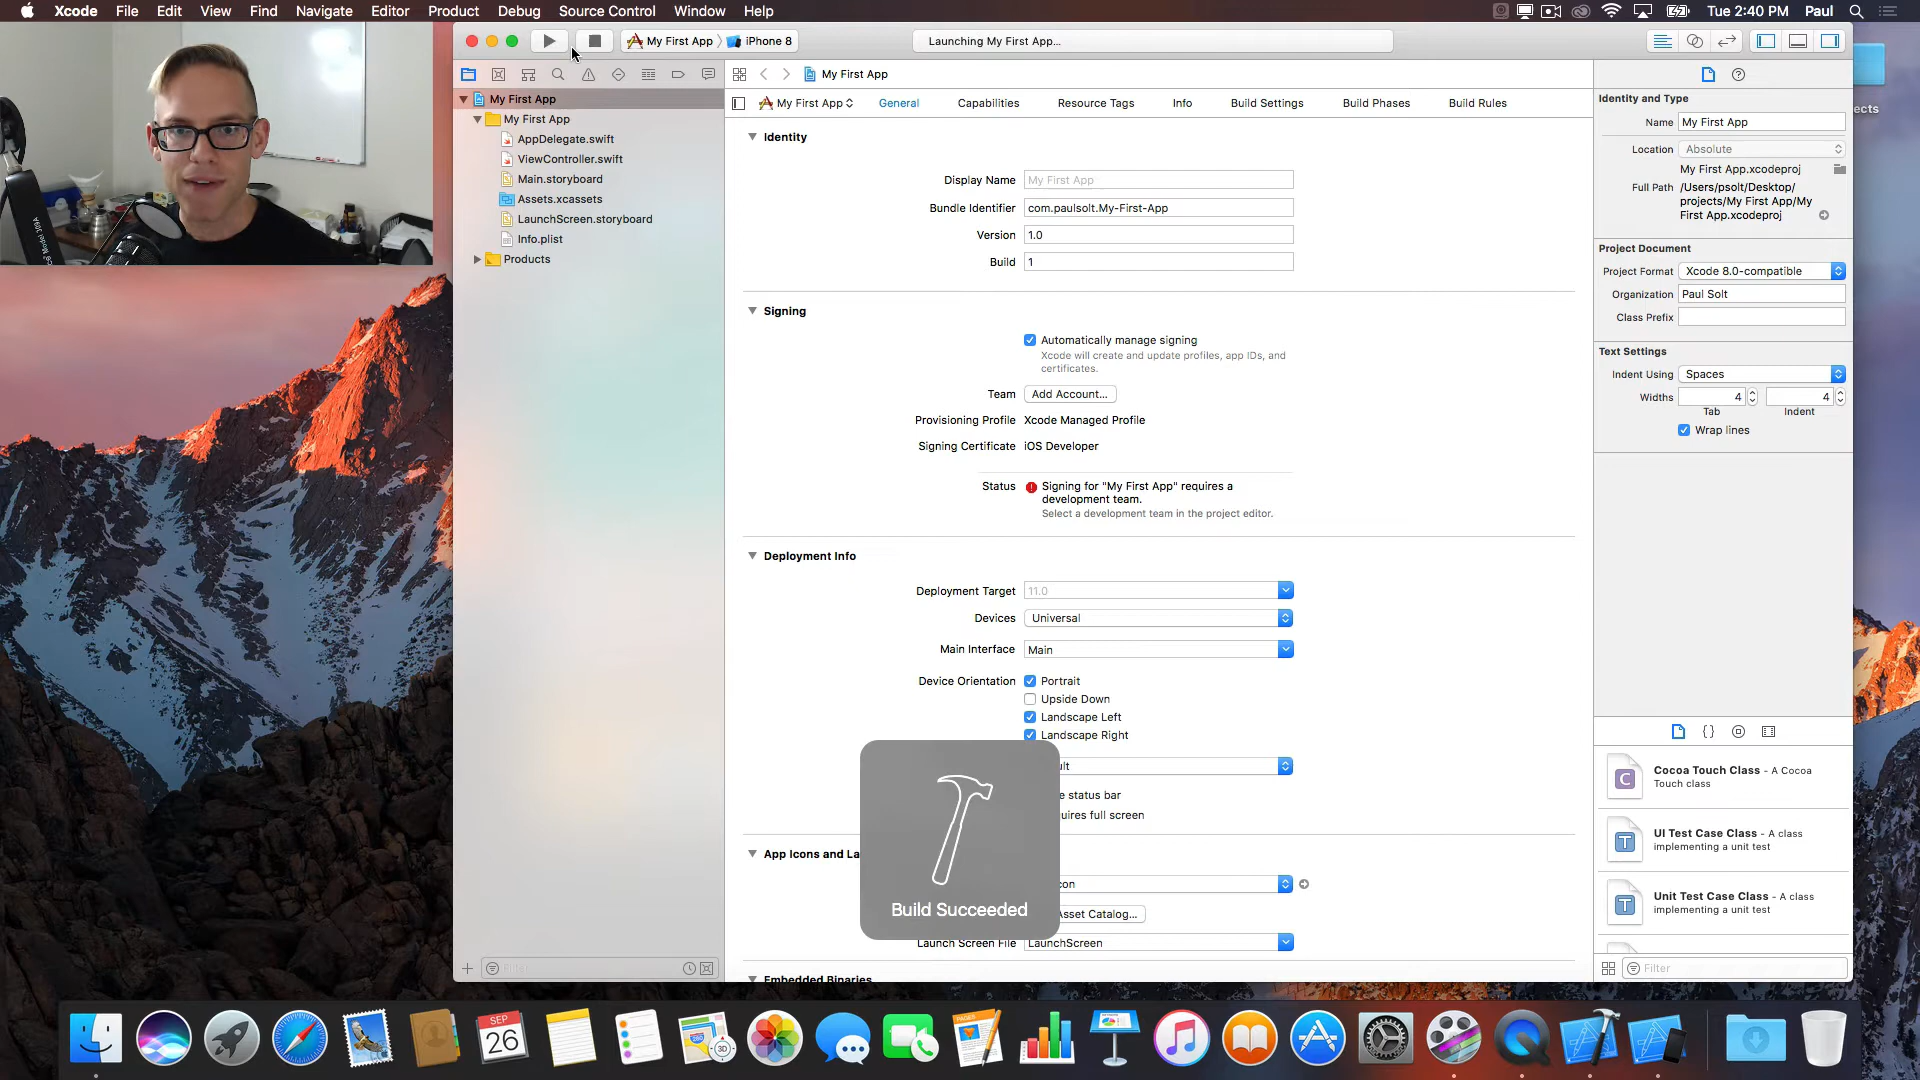 Xcode File Edit View Find Navigate Editor Product Debug Source Control Window Help
Tue 2:40 PM Paul
My First App iPhone 8
Launching My First App...
ects
My First App
My First App
AppDelegate.swift
ViewController.swift
Main.storyboard
Assets.xcassets
LaunchScreen.storyboard
Info.plist
Products
Filter
My First App
My First App General Capabilities Resource Tags Info Build Settings Build Phases Build Rules
Identity
Display Name My First App
Bundle Identifier com.paulsolt.My-First-App
Version 1.0
Build 1
Signing
Automatically manage signing
Xcode will create and update profiles, app IDs, and
certificates.
Team Add Account...
Provisioning Profile Xcode Managed Profile
Signing Certificate iOS Developer
Status Signing for "My First App" requires a
development team.
Select a development team in the project editor.
Deployment Info
Deployment Target 11.0
Devices Universal
Main Interface Main
Device Orientation Portrait
Upside Down
Landscape Left
Landscape Right
ult
e status bar
uires full screen
App Icons and La
con
Asset Catalog...
Launch Screen File LaunchScreen
Embedded Binaries
Build Succeeded
Identity and Type
Name My First App
Location Absolute
My First App.xcodeproj
Full Path /Users/psolt/Desktop/
projects/My First App/My
First App.xcodeproj
Project Document
Project Format Xcode 8.0-compatible
Organization Paul Solt
Class Prefix
Text Settings
Indent Using Spaces
Widths 4 4
Tab Indent
Wrap lines
Cocoa Touch Class - A Cocoa
Touch class
UI Test Case Class - A class
implementing a unit test
Unit Test Case Class - A class
implementing a unit test
Filter
SEP
26
3D
PAGES